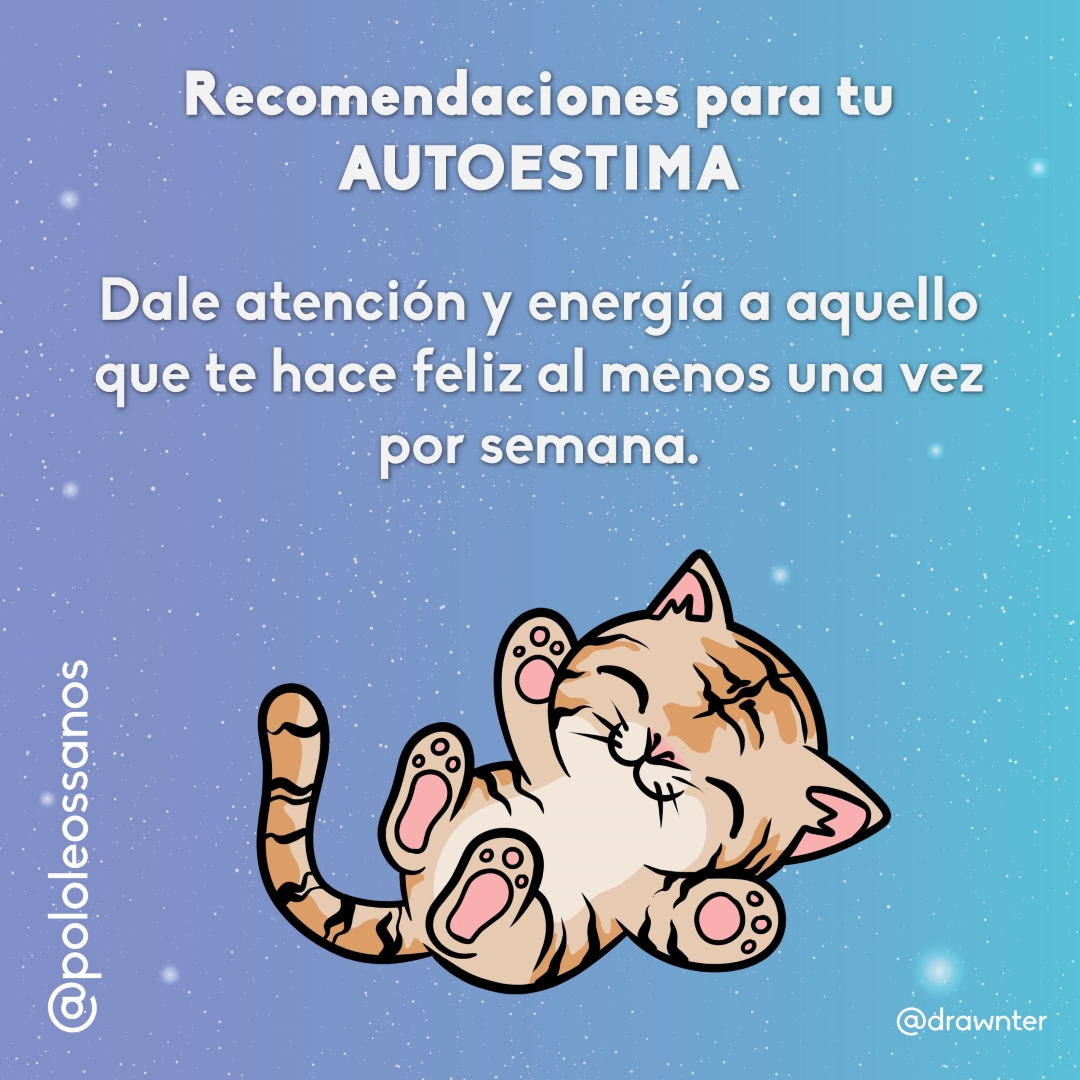 Recomendaciones para tu
AUTOESTIMA
Dale atención y energía a aquello
que te hace feliz al menos una vez
por semana.
@pololeossanos
@drawnter